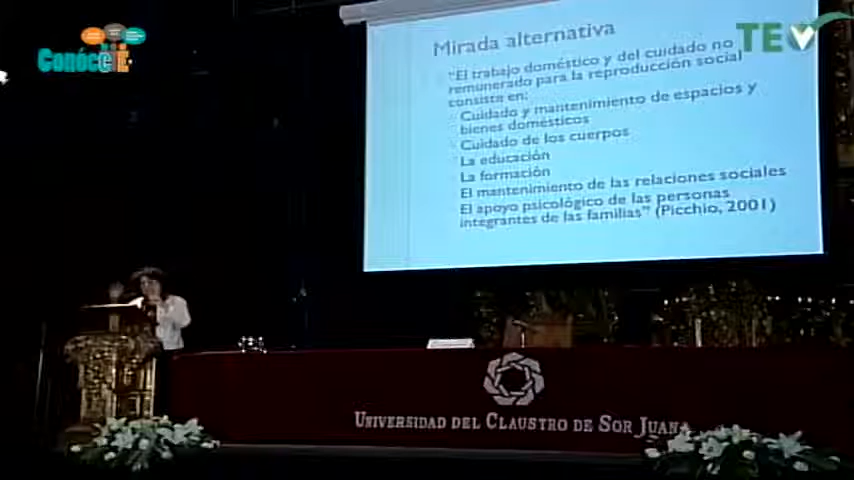 Conóce TE
TEV
Mirada alternativa
"El trabajo doméstico y del cuidado no
remunerado para la reproducción social
consiste en:
Cuidado y mantenimiento de espacios y
bienes domésticos
Cuidado de los cuerpos
La educación
La formación
El mantenimiento de las relaciones sociales
El apoyo psicológico de las personas
integrantes de las familias" (Picchio, 2001)
UNIVERSIDAD DEL CLAUSTRO DE SOR JUANA